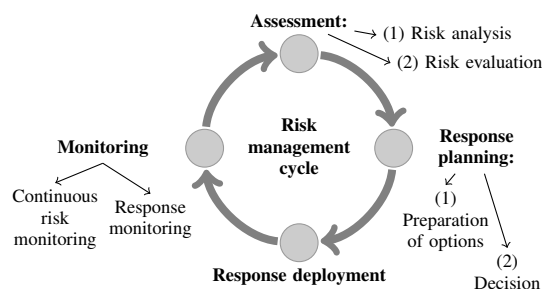 Assessment:
(1) Risk analysis
(2) Risk evaluation
Risk
management
cycle
Monitoring
Continuous
risk
monitoring
Response
monitoring
Response
planning:
(1)
Preparation
of options
(2)
Decision
Response deployment